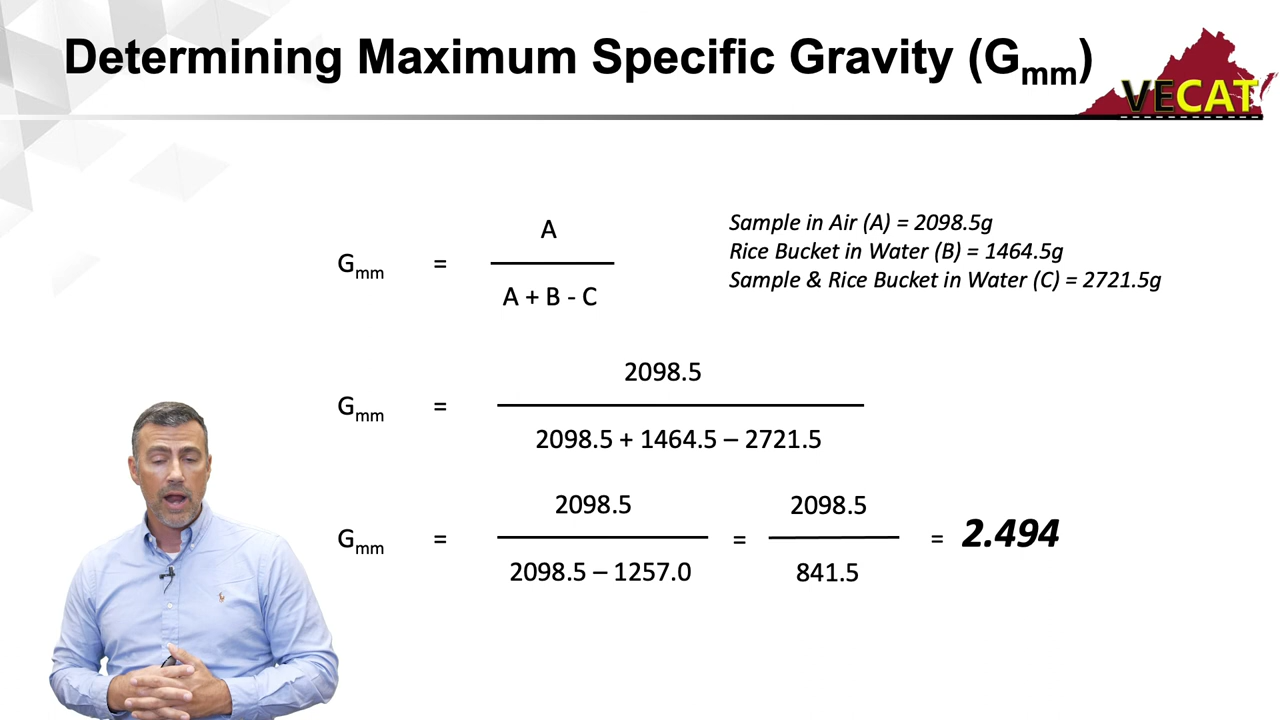 Determining Maximum Specific Gravity (Gmm)
VECAT
Sample in Air (A) = 2098.5g
Rice Bucket in Water (B) = 1464.5g
Sample & Rice Bucket in Water (C) = 2721.5g
A
Gmm =
A + B - C
2098.5
Gmm =
2098.5 + 1464.5 – 2721.5
2098.5 2098.5
Gmm = = = 2.494
2098.5 – 1257.0 841.5